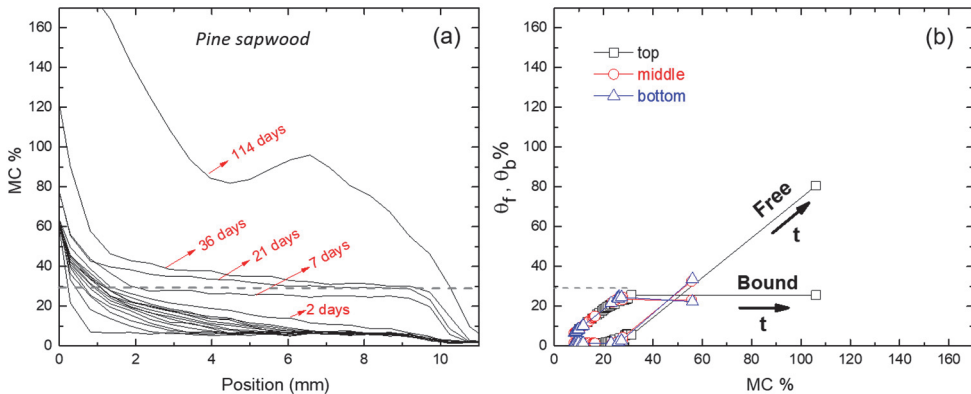 Pine sapwood
(a)
114 days
36 days
21 days
7 days
2 days
MC %
160
140
120
100
80
60
40
20
0
0 2 4 6 8 10
Position (mm)
(b)
top
middle
bottom
Free
t
Bound
t
θf , θb%
160
140
120
100
80
60
40
20
0
0 20 40 60 80 100 120 140 160
MC %